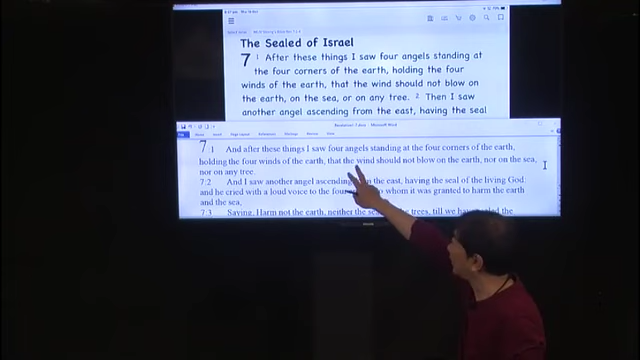 The Sealed of Israel
7 1 After these things I saw four angels standing at
the four corners of the earth, holding the four
winds of the earth, that the wind should not blow on
the earth, on the sea, or on any tree. 2 Then I saw
another angel ascending from the east, having the seal
Microsoft Word
7 1 And after these things I saw four angels standing at the four corners of the earth,
holding the four winds of the earth, that the wind should not blow on the earth, nor on the sea,
nor on any tree.
7:2 And I saw another angel ascending the east, having the seal of the living God:
and he cried with a loud voice to the four whom it was granted to harm the earth
and the sea,
7:3 Saying, Harm not the earth, neither the trees, till we the